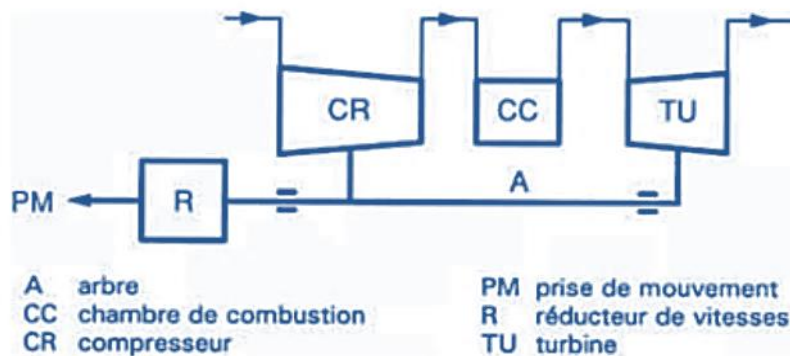 CR CC TU
A
PM R
A arbre
CC chambre de combustion
CR compresseur
PM prise de mouvement
R réducteur de vitesses
TU turbine